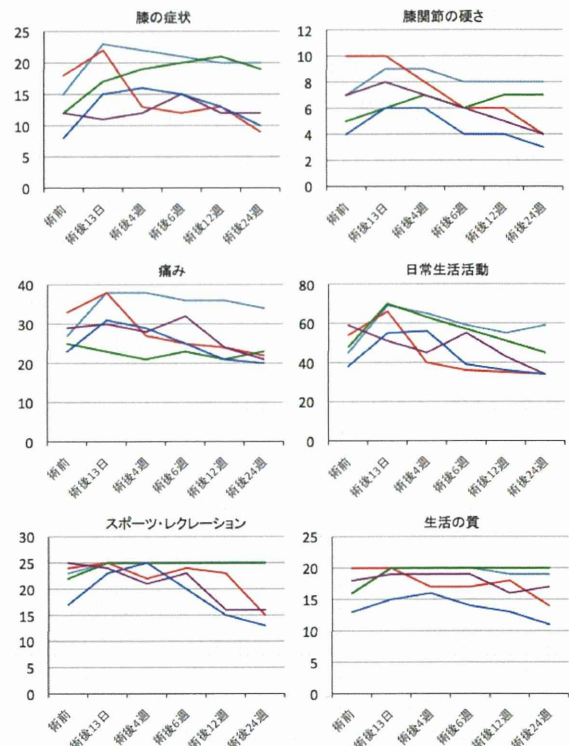 膝の症状
25
20
15
10
5
0
術前
術後13日
術後4週
術後6週
術後12週
術後24週
膝関節の硬さ
12
10
8
6
4
2
0
術前
術後13日
術後4週
術後6週
術後12週
術後24週
痛み
40
30
20
10
0
術前
術後13日
術後4週
術後6週
術後12週
術後24週
日常生活活動
80
60
40
20
0
術前
術後13日
術後4週
術後6週
術後12週
術後24週
スポーツ・レクレーション
30
25
20
15
10
5
0
術前
術後13日
術後4週
術後6週
術後12週
術後24週
生活の質
25
20
15
10
5
0
術前
術後13日
術後4週
術後6週
術後12週
術後24週